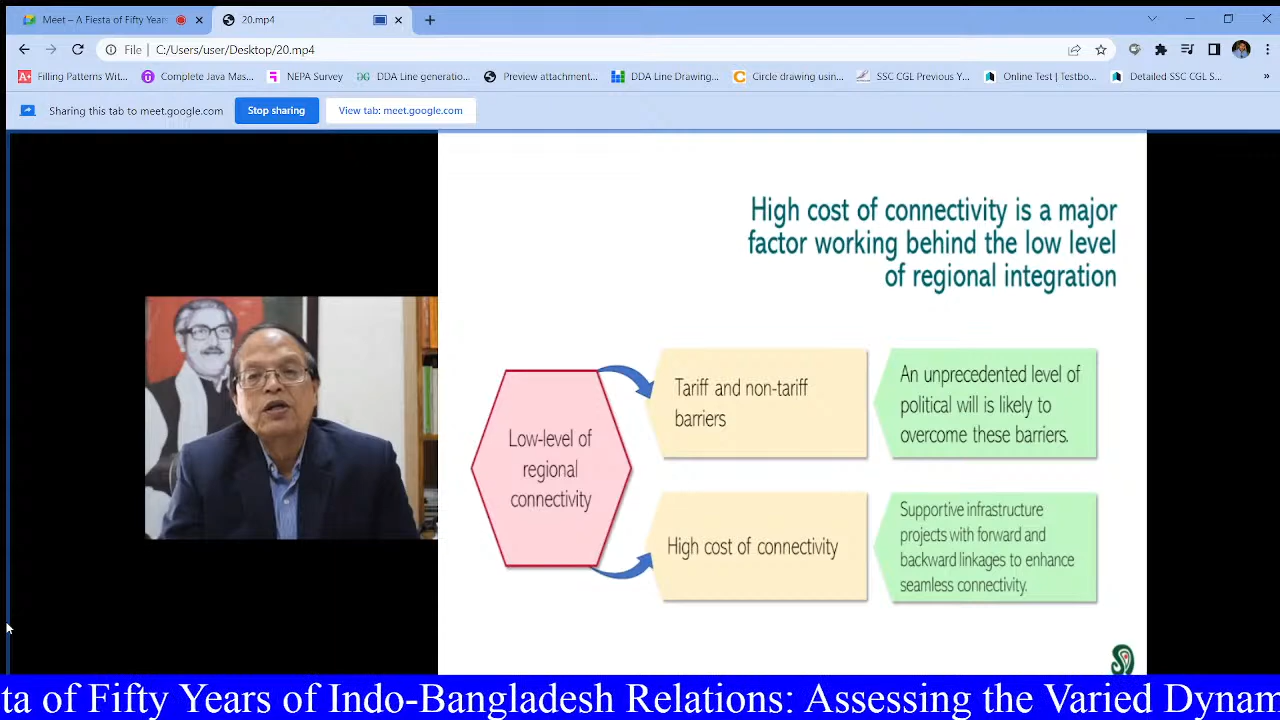 Meet – A Fiesta of Fifty Years
20.mp4
File
C:/Users/user/Desktop/20.mp4
Filling Patterns Wit...
Complete Java Mas...
NEPA Survey
DDA Line generatio...
Preview attachment...
DDA Line Drawing...
Circle drawing usin...
SSC CGL Previous Y...
Online Test | Testbo...
Detailed SSC CGL S...
»
Sharing this tab to meet.google.com
Stop sharing
View tab: meet.google.com
High cost of connectivity is a major
factor working behind the low level
of regional integration
Low-level of
regional
connectivity
Tariff and non-tariff
barriers
An unprecedented level of
political will is likely to
overcome these barriers.
High cost of connectivity
Supportive infrastructure
projects with forward and
backward linkages to enhance
seamless connectivity.
ta of Fifty Years of Indo-Bangladesh Relations: Assessing the Varied Dynam